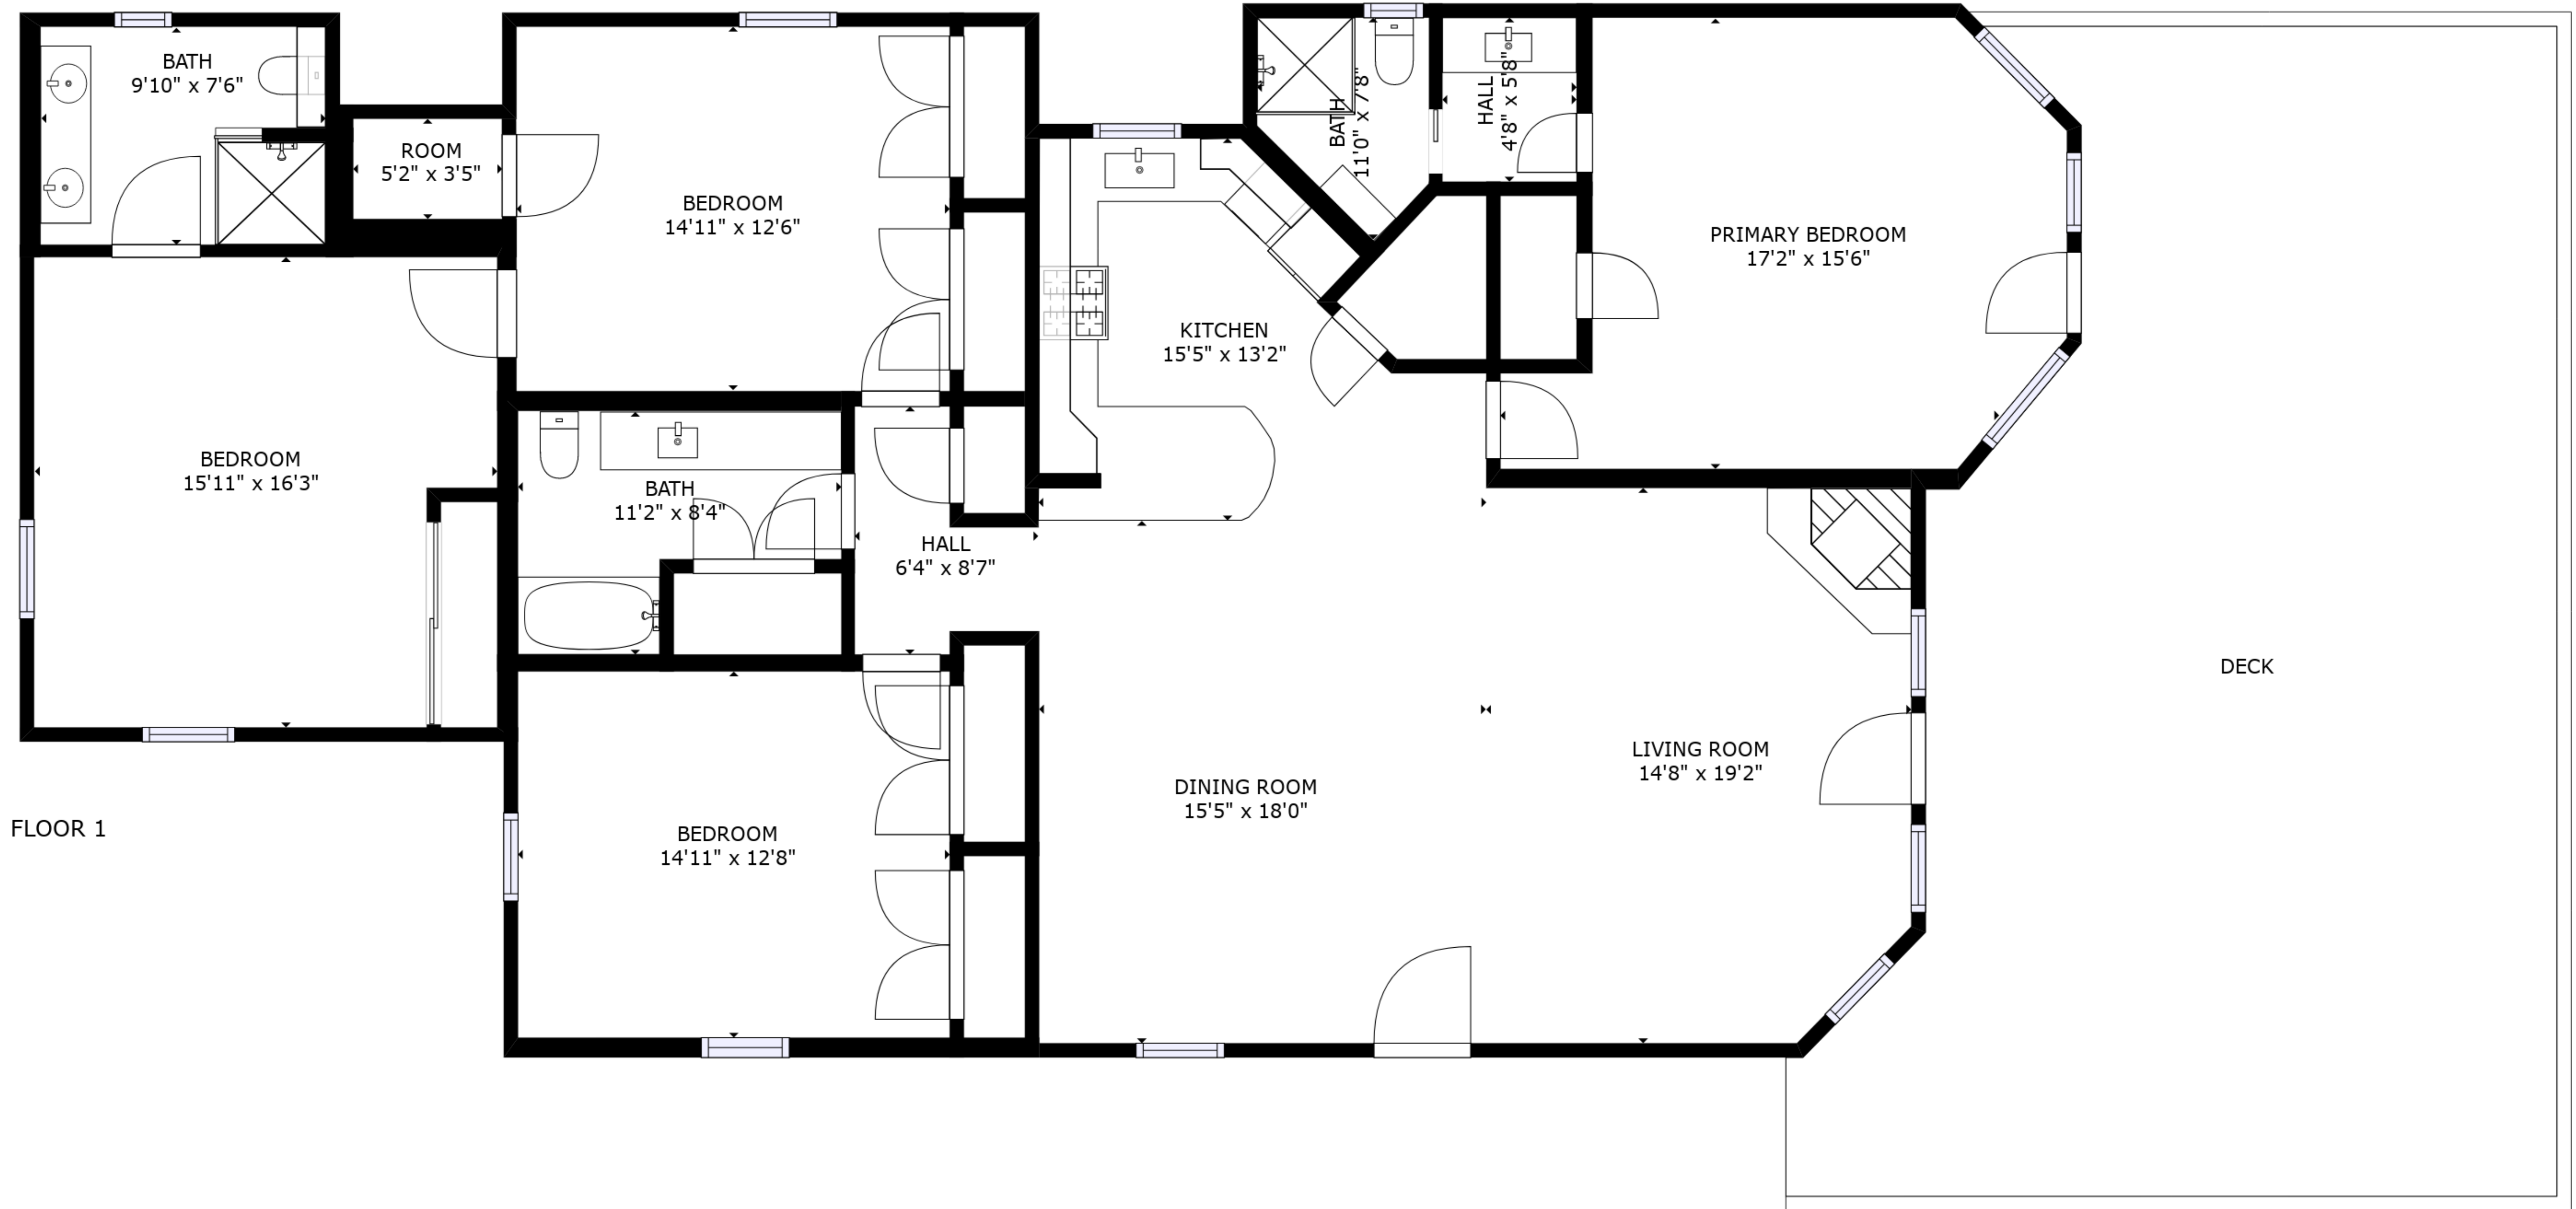 BATH
9'10" x 7'6"
ROOM
5'2" x 3'5"
BEDROOM
14'11" x 12'6"
BATH
11'0" x 7'8"
HALL
4'8" x 5'8"
PRIMARY BEDROOM
17'2" x 15'6"
KITCHEN
15'5" x 13'2"
BEDROOM
15'11" x 16'3"
BATH
11'2" x 8'4"
HALL
6'4" x 8'7"
DECK
LIVING ROOM
14'8" x 19'2"
DINING ROOM
15'5" x 18'0"
BEDROOM
14'11" x 12'8"
FLOOR 1